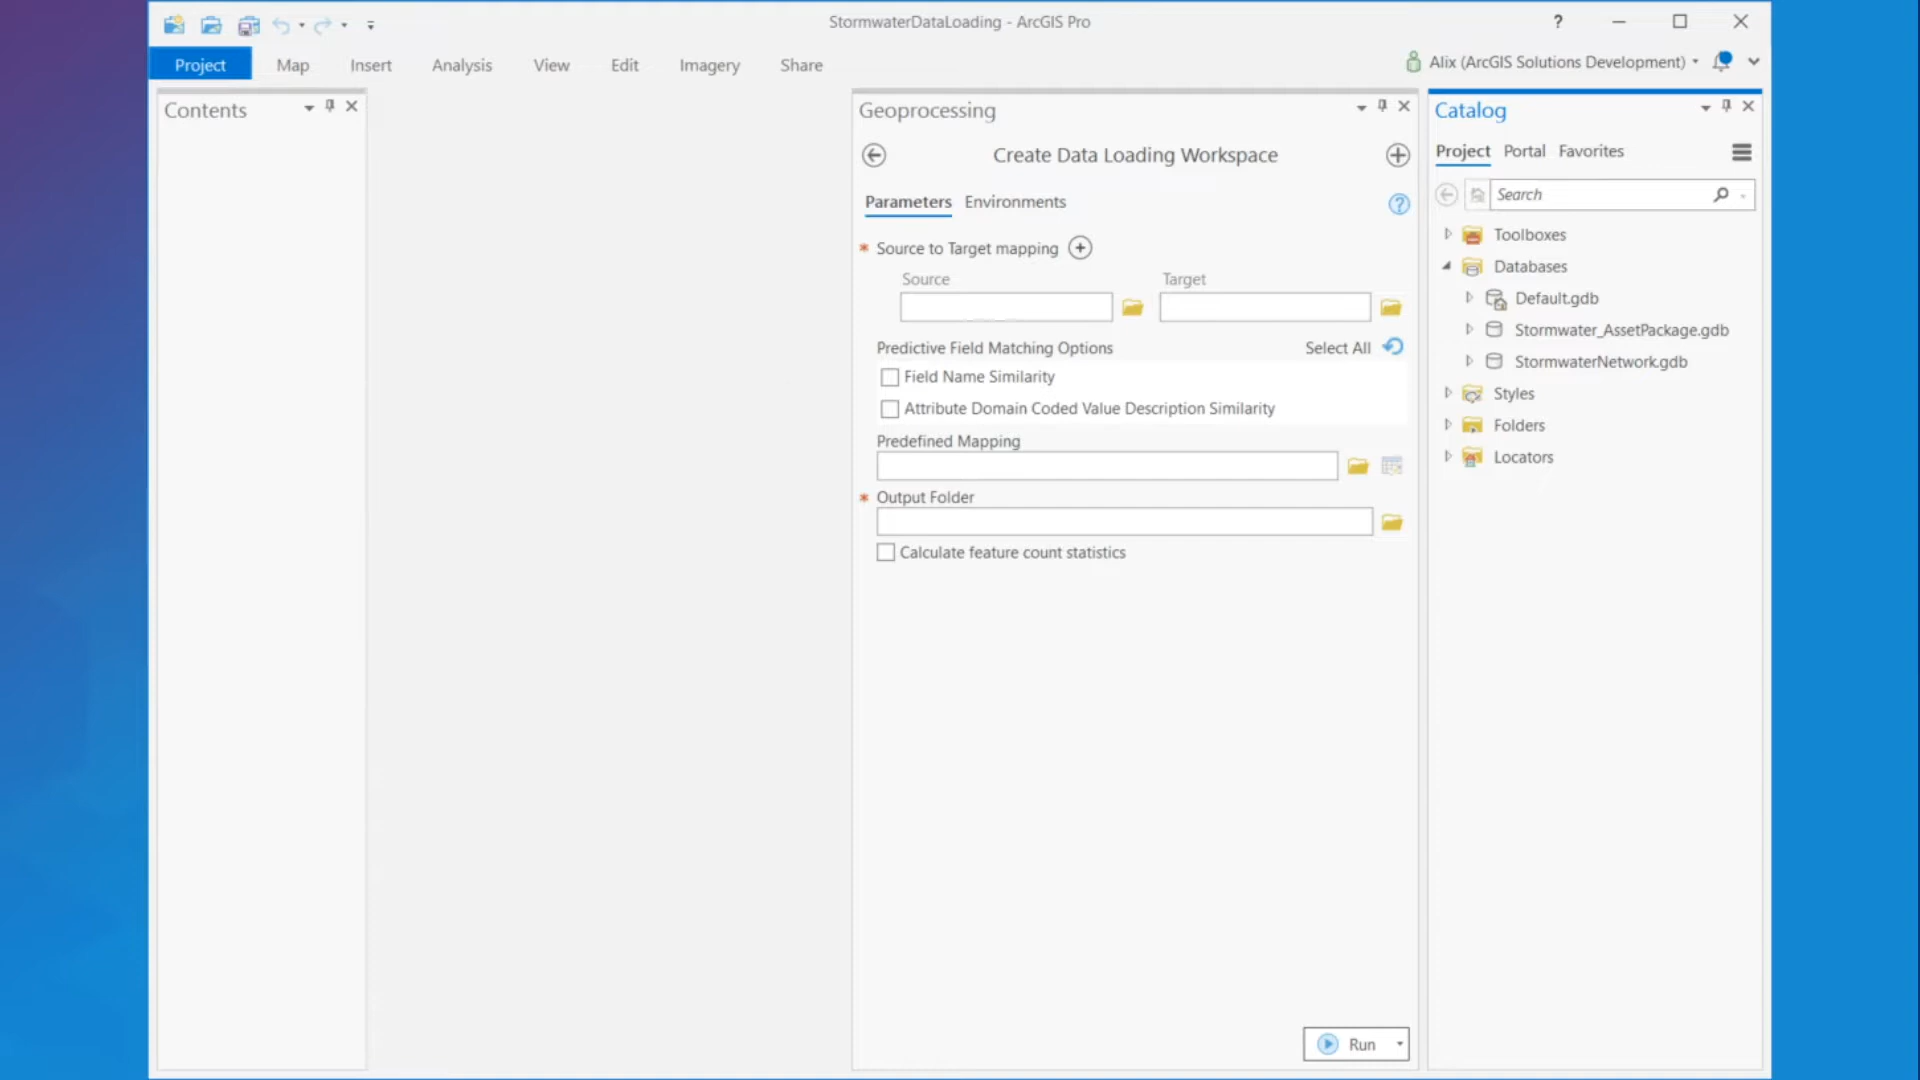 StormwaterDataLoading - ArcGIS Pro
?
Project Map Insert Analysis View Edit Imagery Share
Alix (ArcGIS Solutions Development)
Contents
Geoprocessing
Create Data Loading Workspace
Parameters Environments
?
* Source to Target mapping
Source Target
Predictive Field Matching Options Select All
Field Name Similarity
Attribute Domain Coded Value Description Similarity
Predefined Mapping
* Output Folder
Calculate feature count statistics
Run
Catalog
Project Portal Favorites
Search
Toolboxes
Databases
Default.gdb
Stormwater_AssetPackage.gdb
StormwaterNetwork.gdb
Styles
Folders
Locators